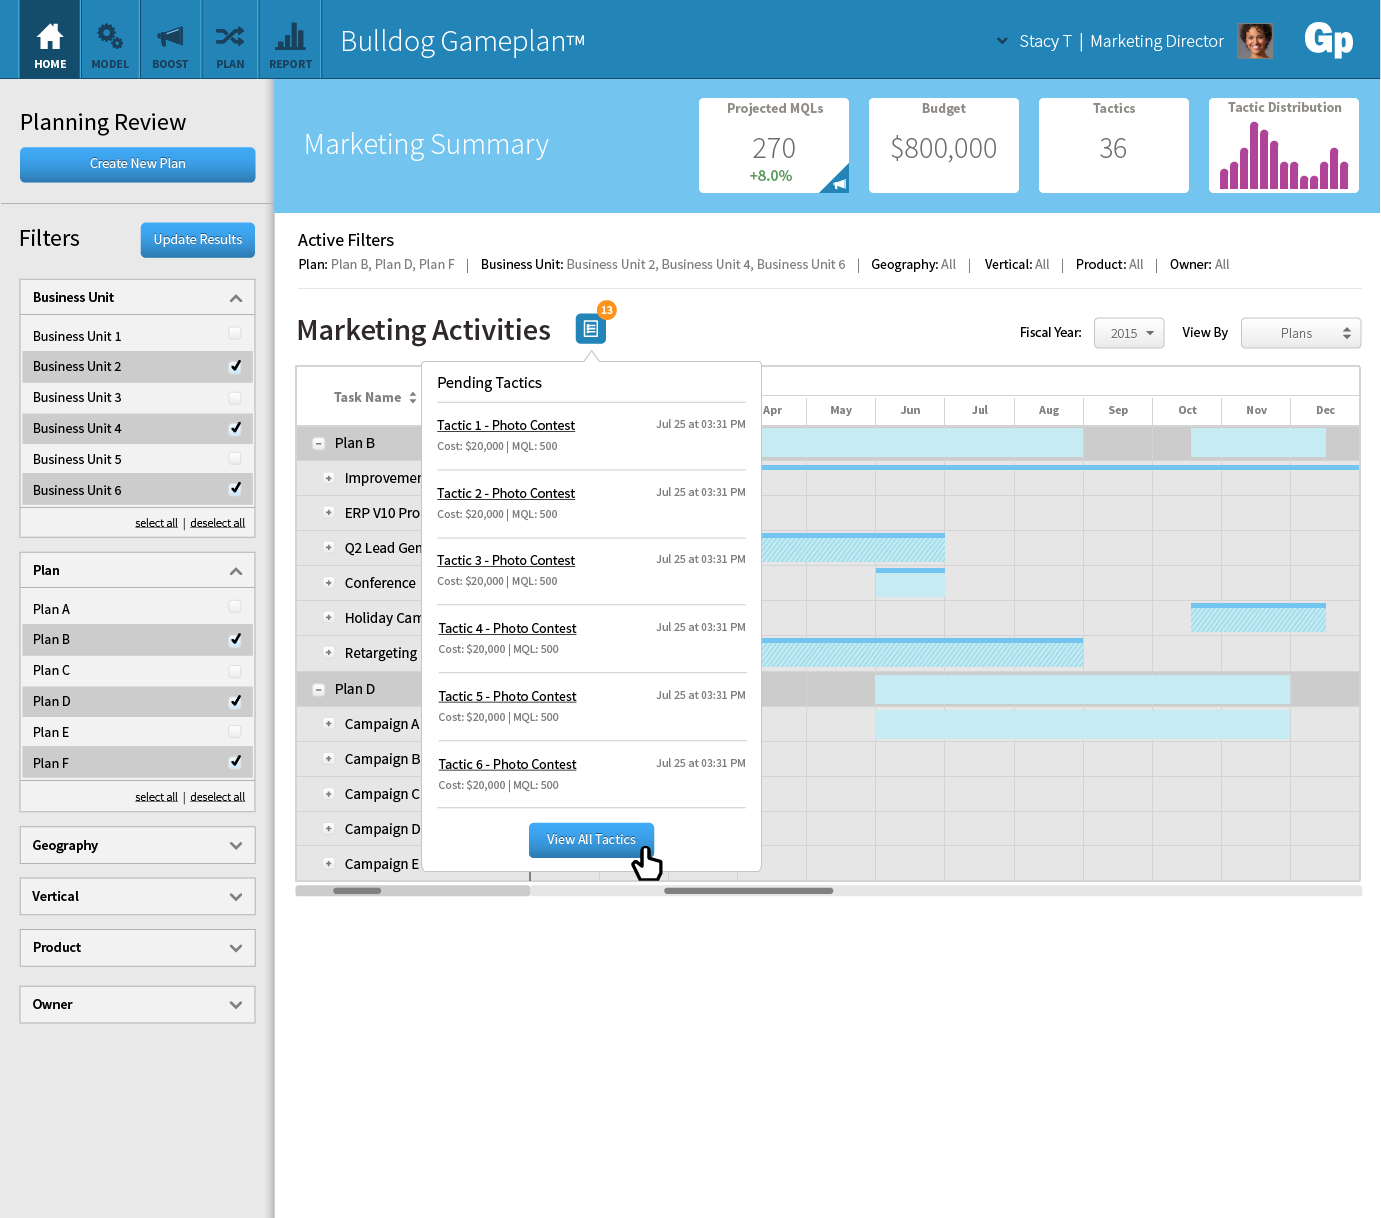 HOME
MODEL
BOOST
PLAN
REPORT
Bulldog Gameplan™
Stacy T | Marketing Director
Gp
Planning Review
Create New Plan
Filters
Update Results
Business Unit
Business Unit 1
Business Unit 2
Business Unit 3
Business Unit 4
Business Unit 5
Business Unit 6
select all | deselect all
Plan
Plan A
Plan B
Plan C
Plan D
Plan E
Plan F
select all | deselect all
Geography
Vertical
Product
Owner
Marketing Summary
Projected MQLs
270
+8.0%
Budget
$800,000
Tactics
36
Tactic Distribution
Active Filters
Plan: Plan B, Plan D, Plan F | Business Unit: Business Unit 2, Business Unit 4, Business Unit 6 | Geography: All | Vertical: All | Product: All | Owner: All
Marketing Activities
13
Fiscal Year:
2015
View By
Plans
Task Name
Apr May Jun Jul Aug Sep Oct Nov Dec
Plan B
Improvemen
ERP V10 Pro
Q2 Lead Gen
Conference
Holiday Cam
Retargeting
Plan D
Campaign A
Campaign B
Campaign C
Campaign D
Campaign E
Pending Tactics
Tactic 1 - Photo Contest
Jul 25 at 03:31 PM
Cost: $20,000 | MQL: 500
Tactic 2 - Photo Contest
Jul 25 at 03:31 PM
Cost: $20,000 | MQL: 500
Tactic 3 - Photo Contest
Jul 25 at 03:31 PM
Cost: $20,000 | MQL: 500
Tactic 4 - Photo Contest
Jul 25 at 03:31 PM
Cost: $20,000 | MQL: 500
Tactic 5 - Photo Contest
Jul 25 at 03:31 PM
Cost: $20,000 | MQL: 500
Tactic 6 - Photo Contest
Jul 25 at 03:31 PM
Cost: $20,000 | MQL: 500
View All Tactics